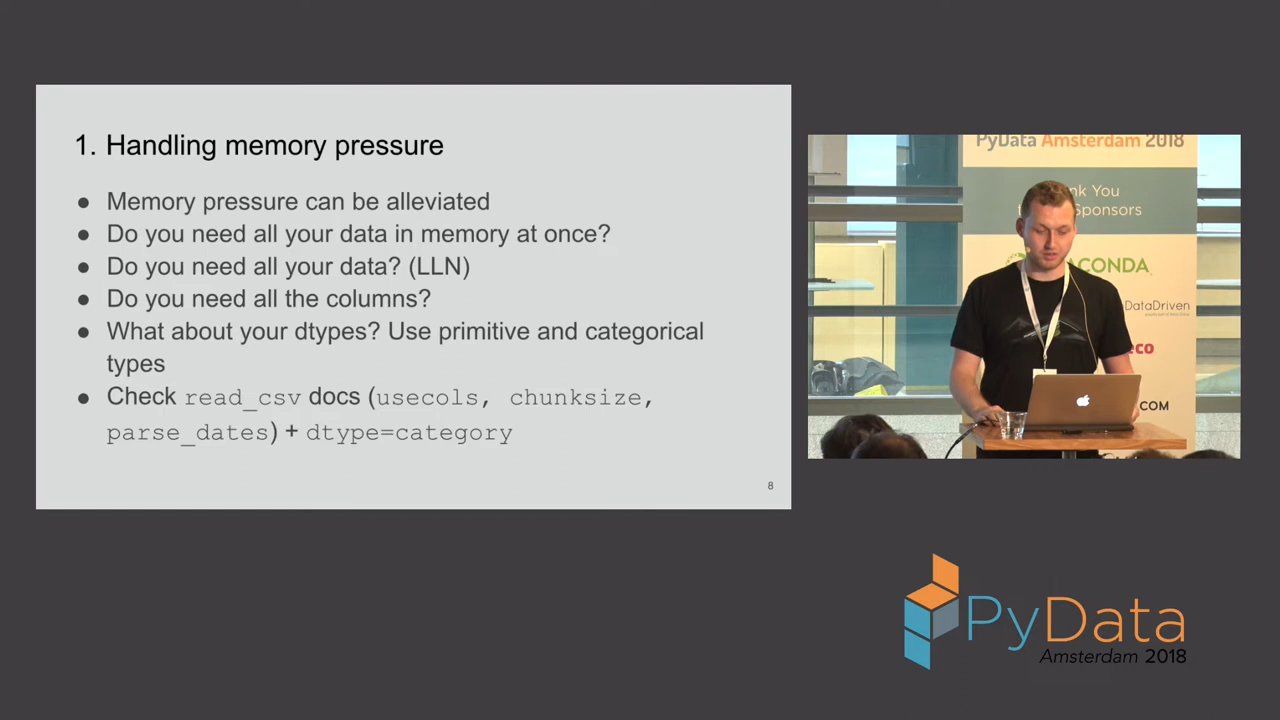 1. Handling memory pressure
● Memory pressure can be alleviated
● Do you need all your data in memory at once?
● Do you need all your data? (LLN)
● Do you need all the columns?
● What about your dtypes? Use primitive and categorical
types
● Check read_csv docs (usecols, chunksize,
parse_dates) + dtype=category
8
PyData Amsterdam 2018
You
Sponsors
ACONDA
DataDriven
eco
.COM
PyData
Amsterdam 2018